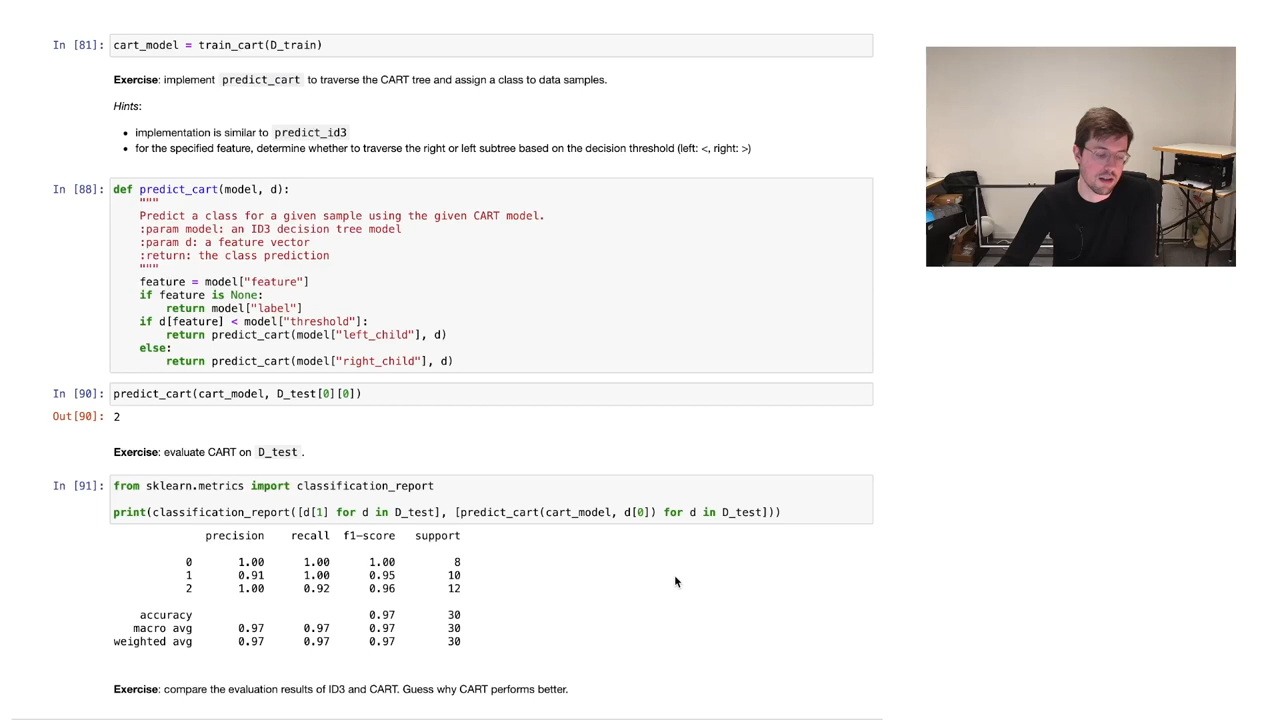 In [81]: cart_model = train_cart(D_train)
Exercise: implement predict_cart to traverse the CART tree and assign a class to data samples.
Hints:
• implementation is similar to predict_id3
• for the specified feature, determine whether to traverse the right or left subtree based on the decision threshold (left: <, right: >)
In [88]: def predict_cart(model, d):
"""
Predict a class for a given sample using the given CART model.
:param model: an ID3 decision tree model
:param d: a feature vector
:return: the class prediction
"""
feature = model["feature"]
if feature is None:
return model["label"]
if d[feature] < model["threshold"]:
return predict_cart(model["left_child"], d)
else:
return predict_cart(model["right_child"], d)
In [90]: predict_cart(cart_model, D_test[0][0])
Out[90]: 2
Exercise: evaluate CART on D_test.
In [91]: from sklearn.metrics import classification_report
print(classification_report([d[1] for d in D_test], [predict_cart(cart_model, d[0]) for d in D_test]))
precision recall f1-score support
0 1.00 1.00 1.00 8
1 0.91 1.00 0.95 10
2 1.00 0.92 0.96 12
accuracy 0.97 30
macro avg 0.97 0.97 0.97 30
weighted avg 0.97 0.97 0.97 30
Exercise: compare the evaluation results of ID3 and CART. Guess why CART performs better.